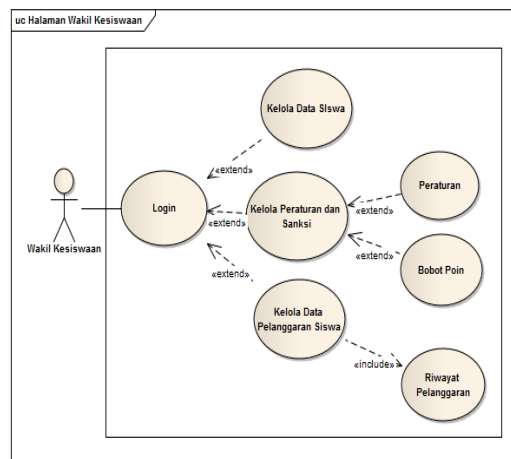 uc Halaman Wakil Kesiswaan
Kelola Data SIswa
«extend»
Peraturan
Login
Kelola Peraturan dan
Sanksi
«extend»
«extend»
Wakil Kesiswaan
«extend»
Bobot Poin
«extend»
Kelola Data
Pelanggaran Siswa
«include»
Riwayat
Pelanggaran